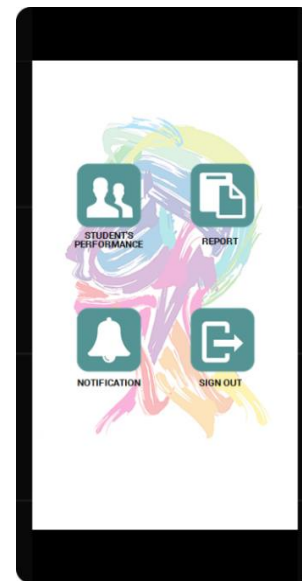 STUDENT'S
PERFORMANCE
REPORT
NOTIFICATION
SIGN OUT